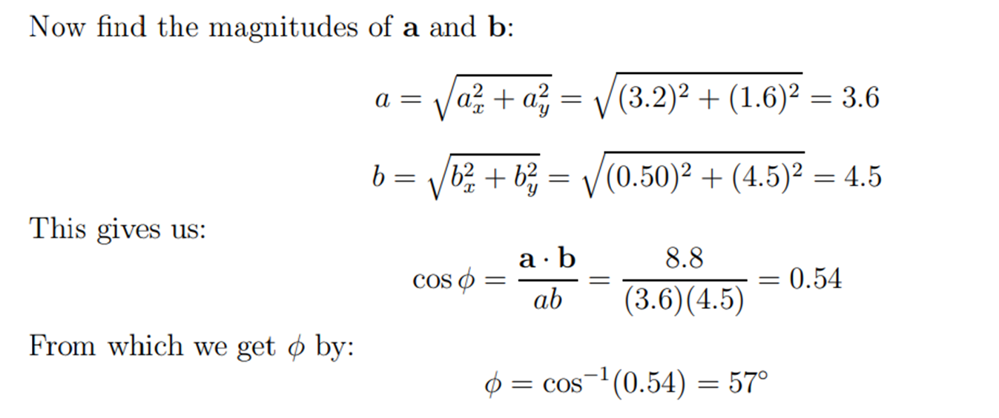 Now find the magnitudes of **a** and **b**:
$a = \sqrt{a_x^2 + a_y^2} = \sqrt{(3.2)^2 + (1.6)^2} = 3.6$
$b = \sqrt{b_x^2 + b_y^2} = \sqrt{(0.50)^2 + (4.5)^2} = 4.5$
This gives us:
$\cos \phi = \frac{\mathbf{a} \cdot \mathbf{b}}{ab} = \frac{8.8}{(3.6)(4.5)} = 0.54$
From which we get $\phi$ by:
$\phi = \cos^{-1}(0.54) = 57^\circ$